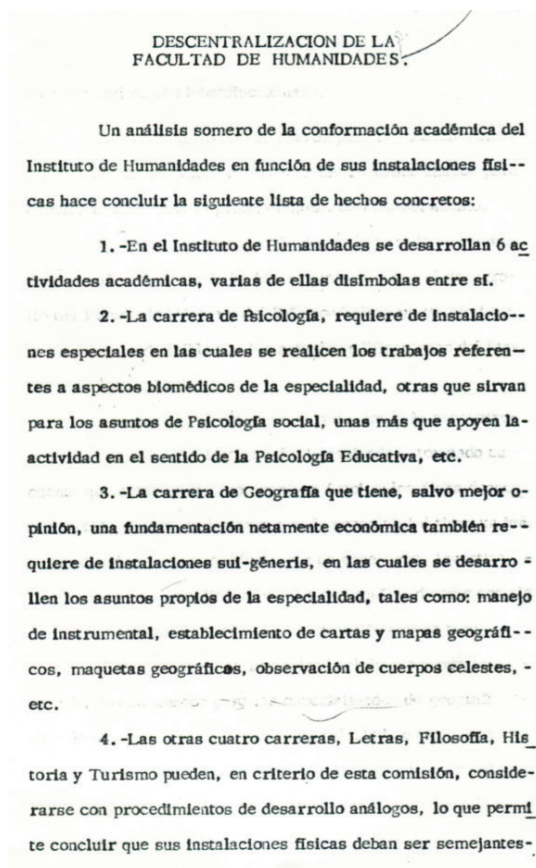 DESCENTRALIZACION DE LA
FACULTAD DE HUMANIDADES.
Un análisis somero de la conformación académica del
Instituto de Humanidades en función de sus instalaciones físi--
cas hace concluir la siguiente lista de hechos concretos:
1.-En el Instituto de Humanidades se desarrollan 6 ac
tividades académicas, varias de ellas disímbolas entre sí.
2.-La carrera de Psicología, requiere de instalacio--
nes especiales en las cuales se realicen los trabajos referen-
tes a aspectos biomédicos de la especialidad, otras que sirvan
para los asuntos de Psicología social, unas más que apoyen la-
actividad en el sentido de la Psicología Educativa, etc.
3.-La carrera de Geografía que tiene, salvo mejor o-
pinión, una fundamentación netamente económica también re--
quiere de instalaciones sui-géneris, en las cuales se desarro -
llen los asuntos propios de la especialidad, tales como: manejo
de instrumental, establecimiento de cartas y mapas geográfi--
cos, maquetas geográficas, observación de cuerpos celestes, -
etc.
4.-Las otras cuatro carreras, Letras, Filosofía, His
toria y Turismo pueden, en criterio de esta comisión, conside-
rarse con procedimientos de desarrollo análogos, lo que permi
te concluir que sus instalaciones físicas deban ser semejantes-